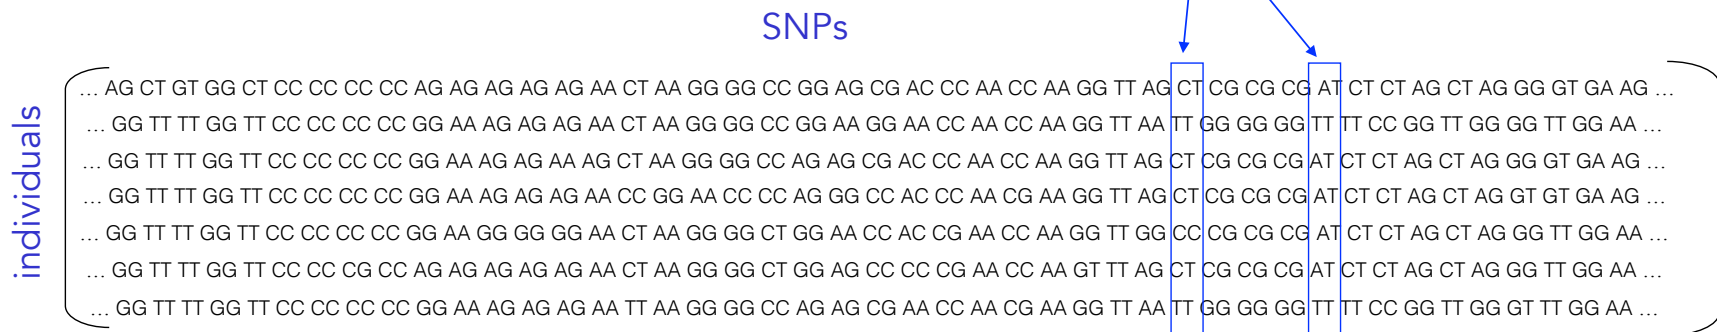 SNPs
individuals
... AG CT GT GG CT CC CC CC CC AG AG AG AG AG AA CT AA GG GG CC GG AG CG AC CC AA CC AA GG TT AG CT CG CG CG AT CT CT AG CT AG GG GT GA AG ...
... GG TT TT GG TT CC CC CC CC GG AA AG AG AG AA CT AA GG GG CC GG AA GG AA CC AA CC AA GG TT AA TT GG GG GG TT TT CC GG TT GG GG TT GG AA ...
... GG TT TT GG TT CC CC CC CC GG AA AG AG AA AG CT AA GG GG CC AG AG CG AC CC AA CC AA GG TT AG CT CG CG CG AT CT CT AG CT AG GG GT GA AG ...
... GG TT TT GG TT CC CC CC CC GG AA AG AG AG AA CC GG AA CC CC AG GG CC AC CC AA CG AA GG TT AG CT CG CG CG AT CT CT AG CT AG GT GT GA AG ...
... GG TT TT GG TT CC CC CC CC GG AA GG GG GG AA CT AA GG GG CT GG AA CC AC CG AA CC AA GG TT GG CC CG CG CG AT CT CT AG CT AG GG TT GG AA ...
... GG TT TT GG TT CC CC CG CC AG AG AG AG AG AA CT AA GG GG CT GG AG CC CC CG AA CC AA GT TT AG CT CG CG CG AT CT CT AG CT AG GG TT GG AA ...
... GG TT TT GG TT CC CC CC CC GG AA AG AG AG AA TT AA GG GG CC AG AG CG AA CC AA CG AA GG TT AA TT GG GG GG TT TT CC GG TT GG GT TT GG AA ...